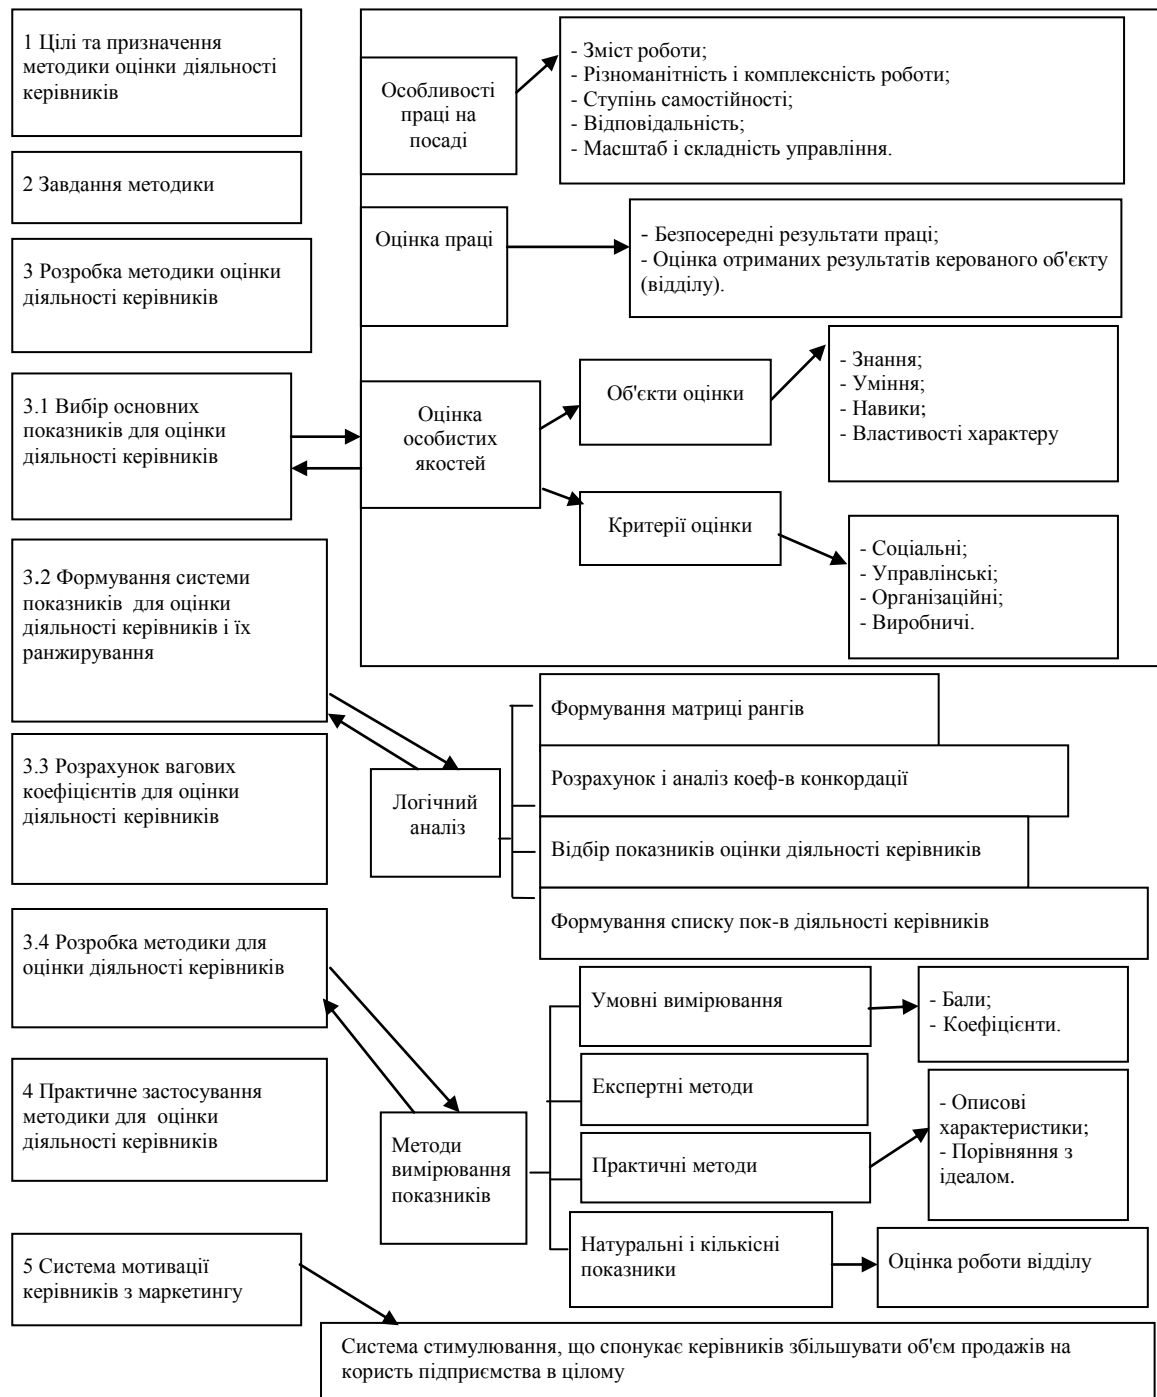 1 Цілі та призначення
методики оцінки діяльності
керівників
2 Завдання методики
3 Розробка методики оцінки
діяльності керівників
3.1 Вибір основних
показників для оцінки
діяльності керівників
3.2 Формування системи
показників для оцінки
діяльності керівників і їх
ранжирування
3.3 Розрахунок вагових
коефіцієнтів для оцінки
діяльності керівників
3.4 Розробка методики для
оцінки діяльності керівників
4 Практичне застосування
методики для оцінки
діяльності керівників
5 Система мотивації
керівників з маркетингу
Особливості
праці на
посаді
- Зміст роботи;
- Різноманітність і комплексність роботи;
- Ступінь самостійності;
- Відповідальність;
- Масштаб і складність управління.
Оцінка праці
- Безпосередні результати праці;
- Оцінка отриманих результатів керованого об'єкту
(відділу).
Оцінка
особистих
якостей
Об'єкти оцінки
- Знання;
- Уміння;
- Навики;
- Властивості характеру
Критерії оцінки
- Соціальні;
- Управлінські;
- Організаційні;
- Виробничі.
Логічний
аналіз
Формування матриці рангів
Розрахунок і аналіз коеф-в конкордації
Відбір показників оцінки діяльності керівників
Формування списку пок-в діяльності керівників
Методи
вимірювання
показників
Умовні вимірювання
- Бали;
- Коефіцієнти.
Експертні методи
Практичні методи
- Описові
характеристики;
- Порівняння з
ідеалом.
Натуральні і кількісні
показники
Оцінка роботи відділу
Система стимулювання, що спонукає керівників збільшувати об'єм продажів на
користь підприємства в цілому